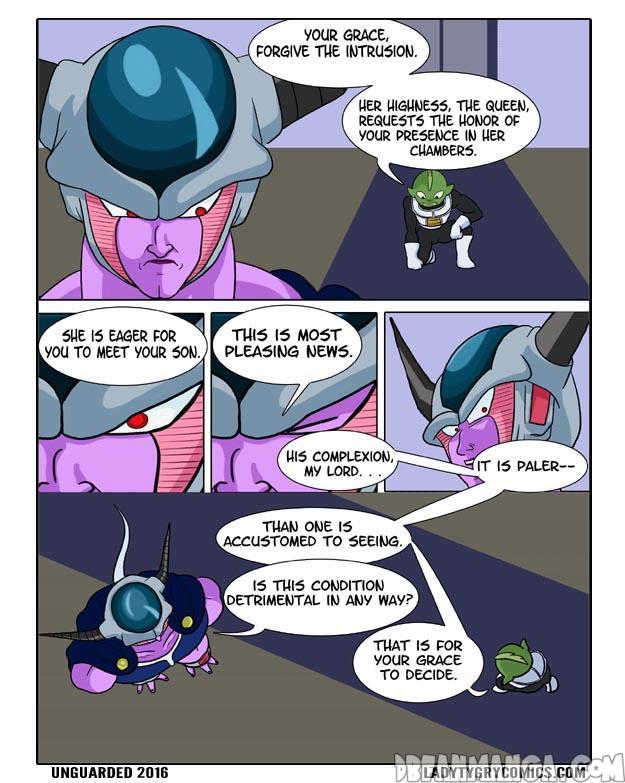 YOUR GRACE,
FORGIVE THE INTRUSION.
HER HIGHNESS, THE QUEEN,
REQUESTS THE HONOR OF
YOUR PRESENCE IN HER
CHAMBERS.
SHE IS EAGER FOR
YOU TO MEET YOUR SON.
THIS IS MOST
PLEASING NEWS.
HIS COMPLEXION,
MY LORD. . .
IT IS PALER--
THAN ONE IS
ACCUSTOMED TO SEEING.
IS THIS CONDITION
DETRIMENTAL IN ANY WAY?
THAT IS FOR
YOUR GRACE
TO DECIDE.
UNGUARDED 2016
LADYTYGRYCOMICS.COM
DBFANMANGA.COM